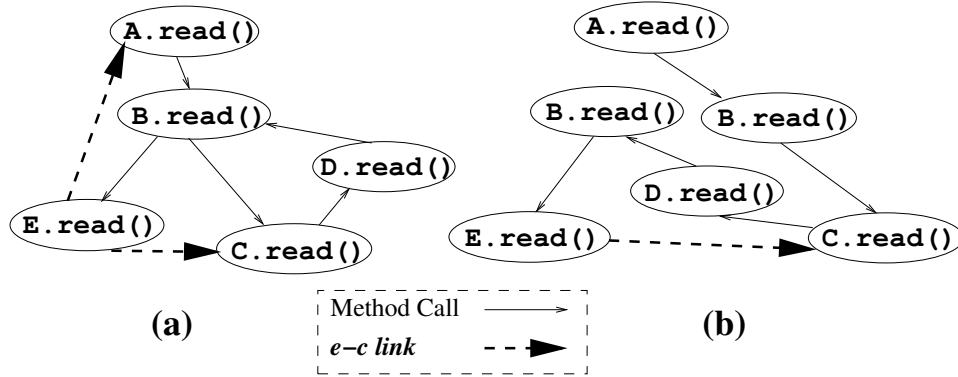 A.read()
B.read()
D.read()
E.read()
C.read()
(a)
A.read()
B.read()
B.read()
D.read()
E.read()
C.read()
(b)
Method Call
e-c link